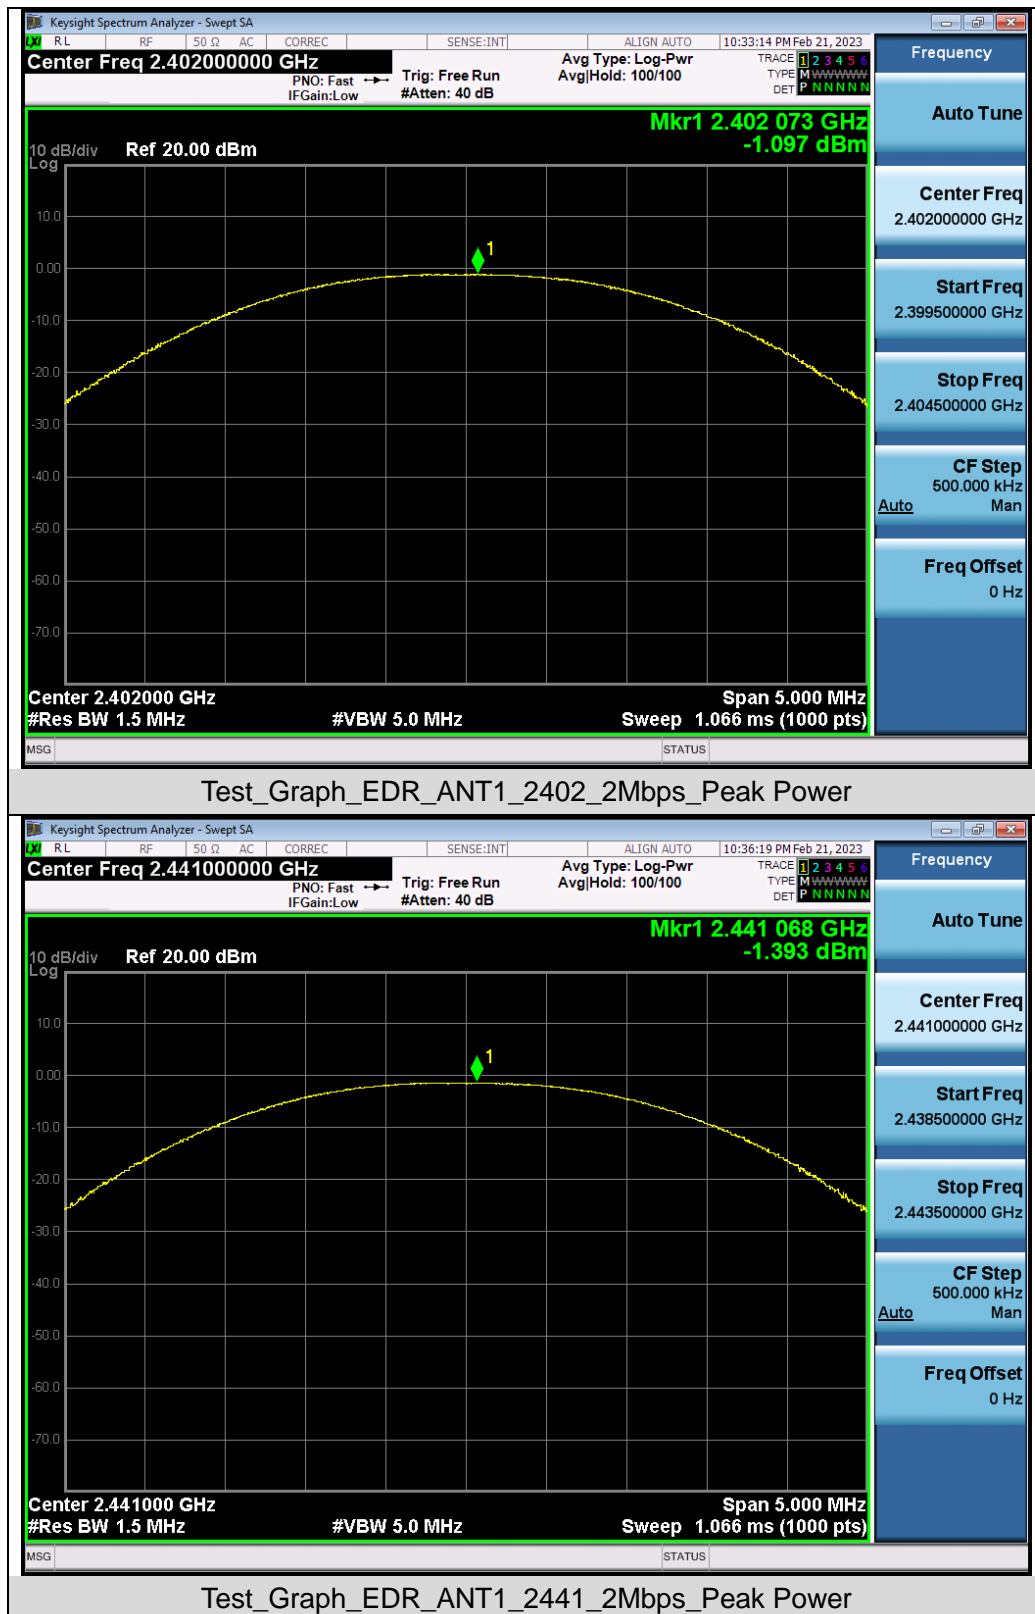 Keysight Spectrum Analyzer - Swept SA
LXI RL RF 50 Ω AC CORREC SENSE:INT ALIGN AUTO 10:33:14 PM Feb 21, 2023
Center Freq 2.402000000 GHz
PNO: Fast
IFGain:Low
Trig: Free Run
#Atten: 40 dB
Avg Type: Log-Pwr
Avg|Hold: 100/100
TRACE 1 2 3 4 5 6
TYPE M WWWWW
DET P N N N N N
Frequency
Mkr1 2.402 073 GHz
-1.097 dBm
10 dB/div Ref 20.00 dBm
Log
10.0
0.00
-10.0
-20.0
-30.0
-40.0
-50.0
-60.0
-70.0
1
Auto Tune
Center Freq
2.402000000 GHz
Start Freq
2.399500000 GHz
Stop Freq
2.404500000 GHz
CF Step
500.000 kHz
Auto Man
Freq Offset
0 Hz
Center 2.402000 GHz Span 5.000 MHz
#Res BW 1.5 MHz #VBW 5.0 MHz Sweep 1.066 ms (1000 pts)
MSG STATUS
Test_Graph_EDR_ANT1_2402_2Mbps_Peak Power
Keysight Spectrum Analyzer - Swept SA
LXI RL RF 50 Ω AC CORREC SENSE:INT ALIGN AUTO 10:36:19 PM Feb 21, 2023
Center Freq 2.441000000 GHz
PNO: Fast
IFGain:Low
Trig: Free Run
#Atten: 40 dB
Avg Type: Log-Pwr
Avg|Hold: 100/100
TRACE 1 2 3 4 5 6
TYPE M WWWWW
DET P N N N N N
Frequency
Mkr1 2.441 068 GHz
-1.393 dBm
10 dB/div Ref 20.00 dBm
Log
10.0
0.00
-10.0
-20.0
-30.0
-40.0
-50.0
-60.0
-70.0
1
Auto Tune
Center Freq
2.441000000 GHz
Start Freq
2.438500000 GHz
Stop Freq
2.443500000 GHz
CF Step
500.000 kHz
Auto Man
Freq Offset
0 Hz
Center 2.441000 GHz Span 5.000 MHz
#Res BW 1.5 MHz #VBW 5.0 MHz Sweep 1.066 ms (1000 pts)
MSG STATUS
Test_Graph_EDR_ANT1_2441_2Mbps_Peak Power